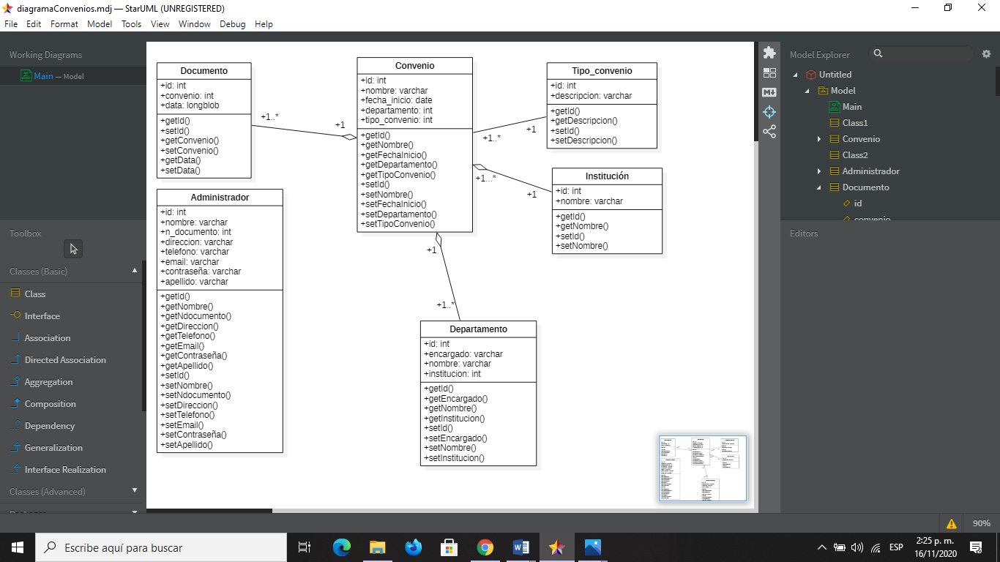 diagramaConvenios.mdj — StarUML (UNREGISTERED)
File Edit Format Model Tools View Window Debug Help
Working Diagrams
Main — Model
Toolbox
Classes (Basic)
Class
Interface
Association
Directed Association
Aggregation
Composition
Dependency
Generalization
Interface Realization
Classes (Advanced)
Documento
+id: int
+convenio: int
+data: longblob
+getId()
+setId()
+getConvenio()
+setConvenio()
+getData()
+setData()
+1..*
+1
Administrador
+id: int
+nombre: varchar
+n_documento: int
+direccion: varchar
+telefono: varchar
+email: varchar
+contraseña: varchar
+apellido: varchar
+getId()
+getNombre()
+getNdocumento()
+getDireccion()
+getTelefono()
+getEmail()
+getContraseña()
+getApellido()
+setId()
+setNombre()
+setNdocumento()
+setDireccion()
+setTelefono()
+setEmail()
+setContraseña()
+setApellido()
Convenio
+id: int
+nombre: varchar
+fecha_inicio: date
+departamento: int
+tipo_convenio: int
+getId()
+getNombre()
+getFechaInicio()
+getDepartamento()
+getTipoConvenio()
+setId()
+setNombre()
+setFechaInicio()
+setDepartamento()
+setTipoConvenio()
+1..*
+1
+1...*
+1
+1
+1..*
Tipo_convenio
+id: int
+descripcion: varchar
+getId()
+getDescripcion()
+setId()
+setDescripcion()
Institución
+id: int
+nombre: varchar
+getId()
+getNombre()
+setId()
+setNombre()
Departamento
+id: int
+encargado: varchar
+nombre: varchar
+institucion: int
+getId()
+getEncargado()
+getNombre()
+getInstitucion()
+setId()
+setEncargado()
+setNombre()
+setInstitucion()
Model Explorer
Untitled
Model
Main
Class1
Convenio
Class2
Administrador
Documento
id
convenio
Editors
90%
Escribe aquí para buscar
ESP
2:25 p. m.
16/11/2020